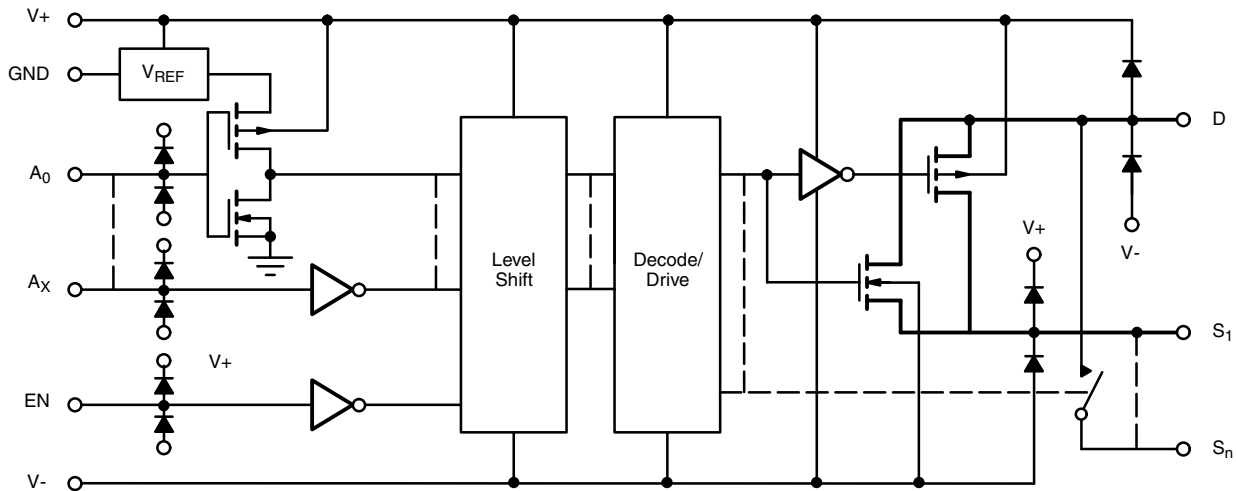 V+
GND
VREF
A0
AX
EN
V+
V-
Level
Shift
Decode/
Drive
D
V-
V+
S1
Sn